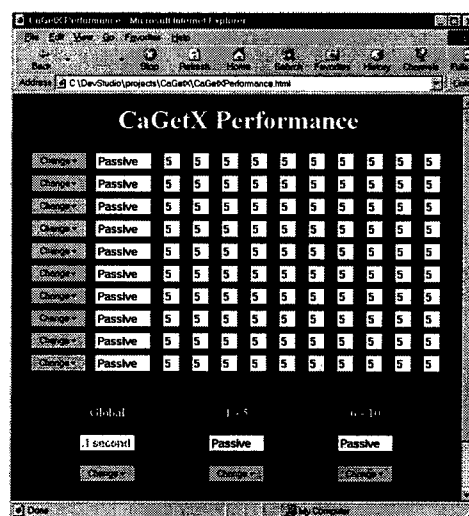 CaGetX Performance - Microsoft Internet Explorer
File Edit View Go Favorites Help
Back Stop Refresh Home Search Favorites History Channels
Address C:\DevStudio\projects\CaGetX\CaGetXPerformance.html
CaGetX Performance
Change Passive 5 5 5 5 5 5 5 5 5 5
Change Passive 5 5 5 5 5 5 5 5 5 5
Change Passive 5 5 5 5 5 5 5 5 5 5
Change Passive 5 5 5 5 5 5 5 5 5 5
Change Passive 5 5 5 5 5 5 5 5 5 5
Change Passive 5 5 5 5 5 5 5 5 5 5
Change Passive 5 5 5 5 5 5 5 5 5 5
Change Passive 5 5 5 5 5 5 5 5 5 5
Change Passive 5 5 5 5 5 5 5 5 5 5
Change Passive 5 5 5 5 5 5 5 5 5 5
Global 1 - 5 6 - 10
.1 second Passive Passive
Change Change Change
Done My Computer